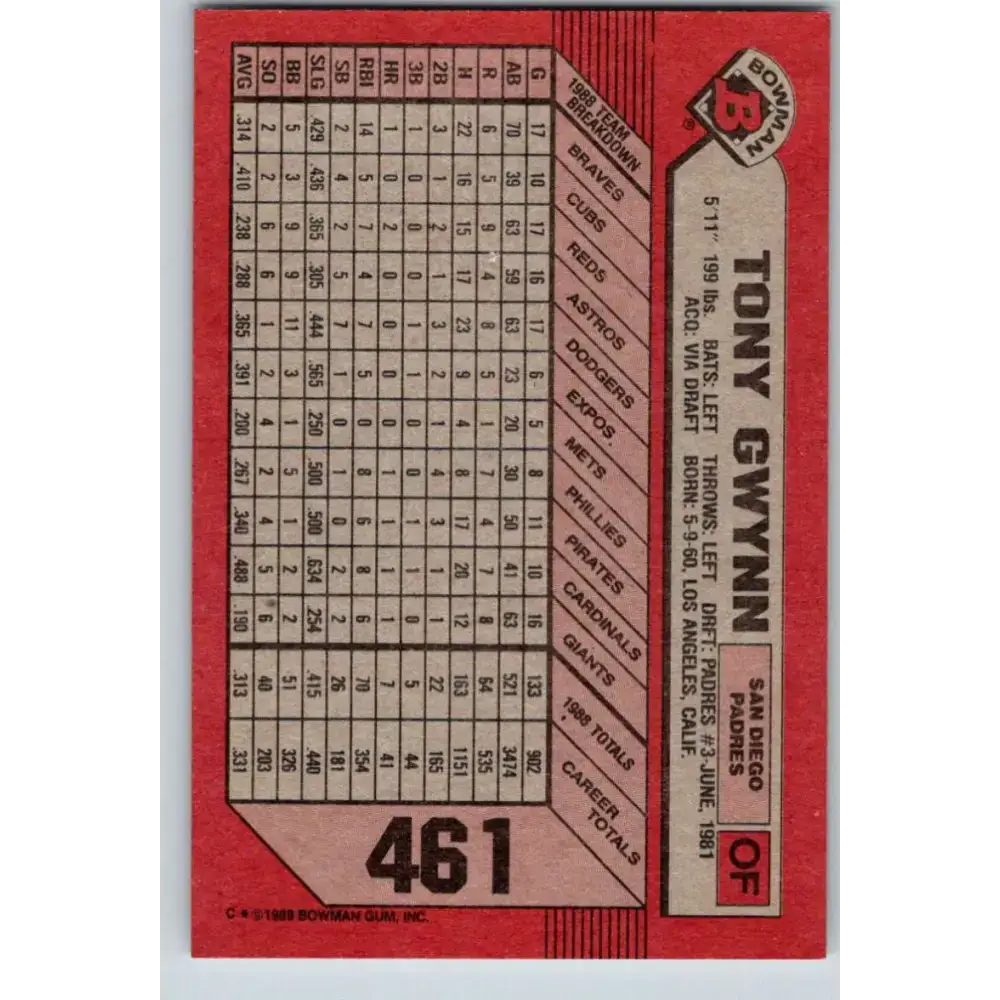 BOWMAN
B
®
TONY GWYNN
SAN DIEGO
PADRES
OF
5'11" 199 lbs. BATS: LEFT THROWS: LEFT DRFT: PADRES #3-JUNE, 1981
ACQ: VIA DRAFT BORN: 5-9-60, LOS ANGELES, CALIF.
1988 TEAM
BREAKDOWN
BRAVES
CUBS
REDS
ASTROS
DODGERS
EXPOS
METS
PHILLIES
PIRATES
CARDINALS
GIANTS
1988 TOTALS
CAREER
TOTALS
G 17 10 17 16 17 6 5 8 11 10 16 133 902
AB 70 39 63 59 63 23 20 30 50 41 63 521 3474
R 6 5 9 4 8 5 1 7 4 7 8 64 535
H 22 16 15 17 23 9 4 8 17 20 12 163 1151
2B 3 1 2 1 3 2 1 4 3 1 1 22 165
3B 1 0 0 0 1 1 0 0 1 1 0 5 44
HR 1 0 2 0 0 0 0 1 1 1 1 7 41
RBI 14 5 7 4 7 5 0 8 6 8 6 70 354
SB 2 4 2 5 7 1 0 1 0 2 2 26 181
SLG .429 .436 .365 .305 .444 .565 .250 .500 .500 .634 .254 .415 .440
BB 5 3 9 9 11 3 1 5 1 2 2 51 326
SO 2 2 6 6 1 2 4 2 4 5 6 40 203
AVG .314 .410 .238 .288 .365 .391 .200 .267 .340 .488 .190 .313 .331
461
C * ©1989 BOWMAN GUM, INC.